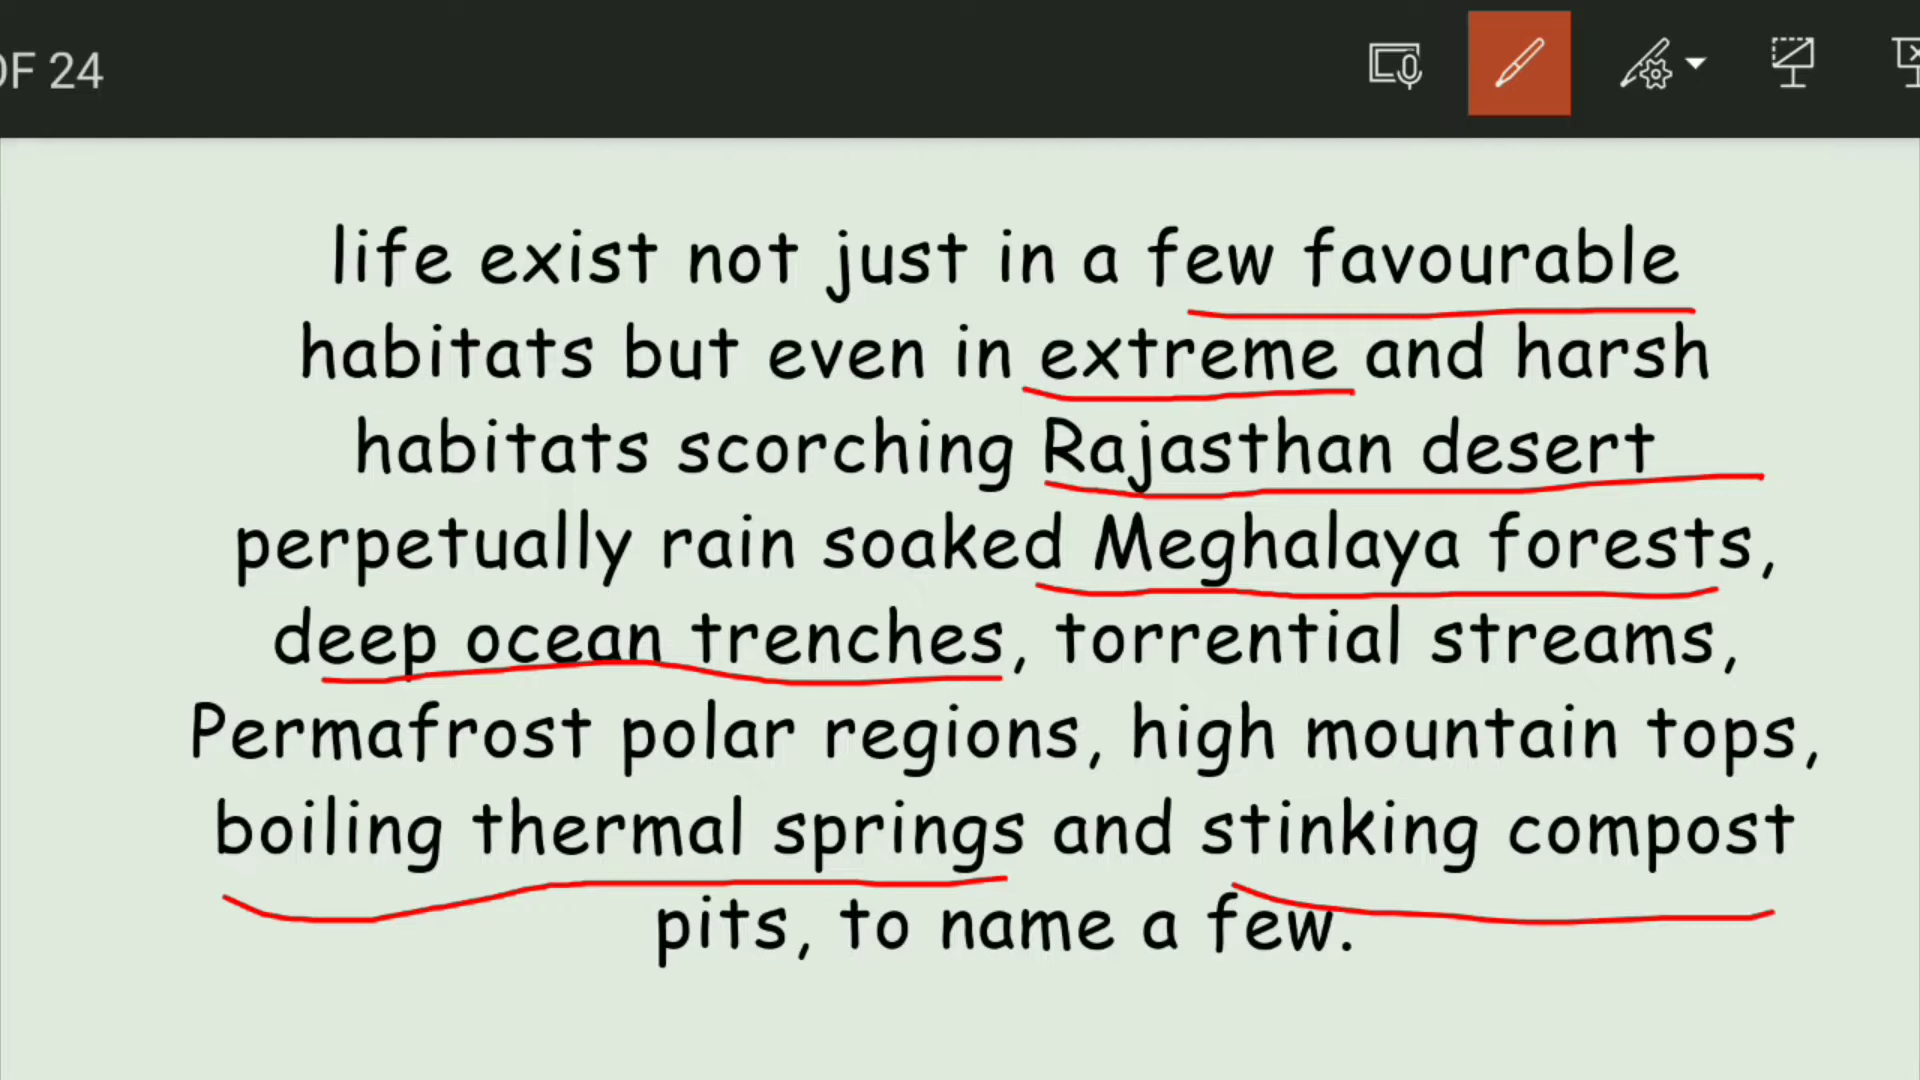 OF 24
life exist not just in a few favourable
habitats but even in extreme and harsh
habitats scorching Rajasthan desert
perpetually rain soaked Meghalaya forests,
deep ocean trenches, torrential streams,
Permafrost polar regions, high mountain tops,
boiling thermal springs and stinking compost
pits, to name a few.